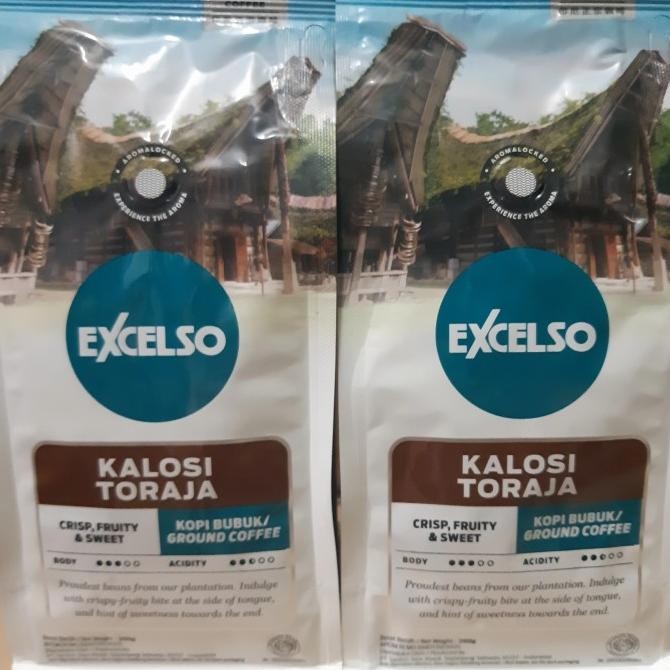 COFFEE
AROMALOCKED
EXPERIENCE THE AROMA
EXCELSO
KALOSI
TORAJA
CRISP, FRUITY
& SWEET
KOPI BUBUK/
GROUND COFFEE
BODY
ACIDITY
Proudest beans from our plantation. Indulge
with crispy-fruity bite at the side of tongue,
and hint of sweetness towards the end.
AROMALOCKED
EXPERIENCE THE AROMA
EXCELSO
KALOSI
TORAJA
CRISP, FRUITY
& SWEET
KOPI BUBUK/
GROUND COFFEE
BODY
ACIDITY
Proudest beans from our plantation. Indulge
with crispy-fruity bite at the side of tongue,
and hint of sweetness towards the end.